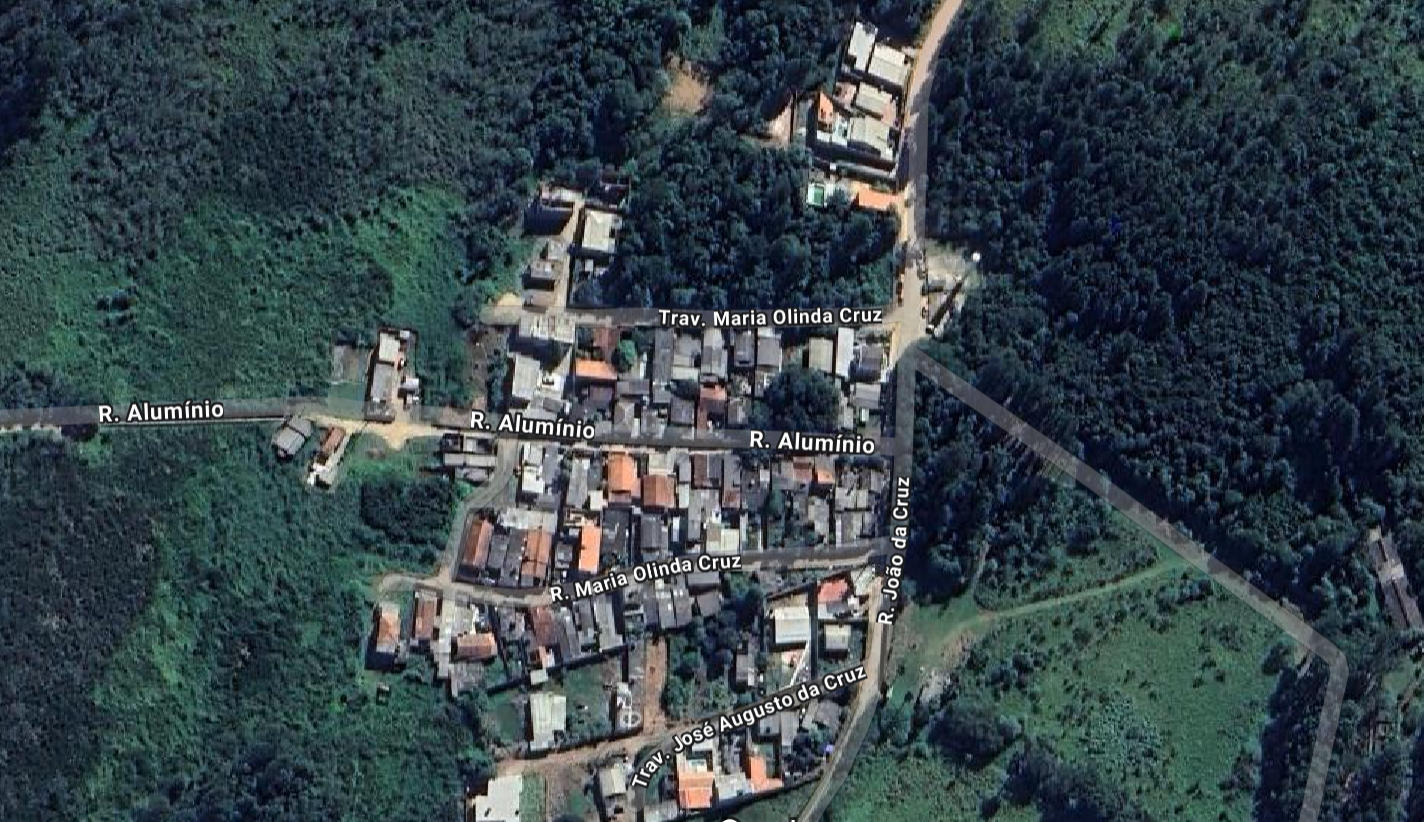 Trav. Maria Olinda Cruz
R. Alumínio
R. Alumínio
R. Alumínio
R. João da Cruz
R. Maria Olinda Cruz
Trav. José Augusto da Cruz